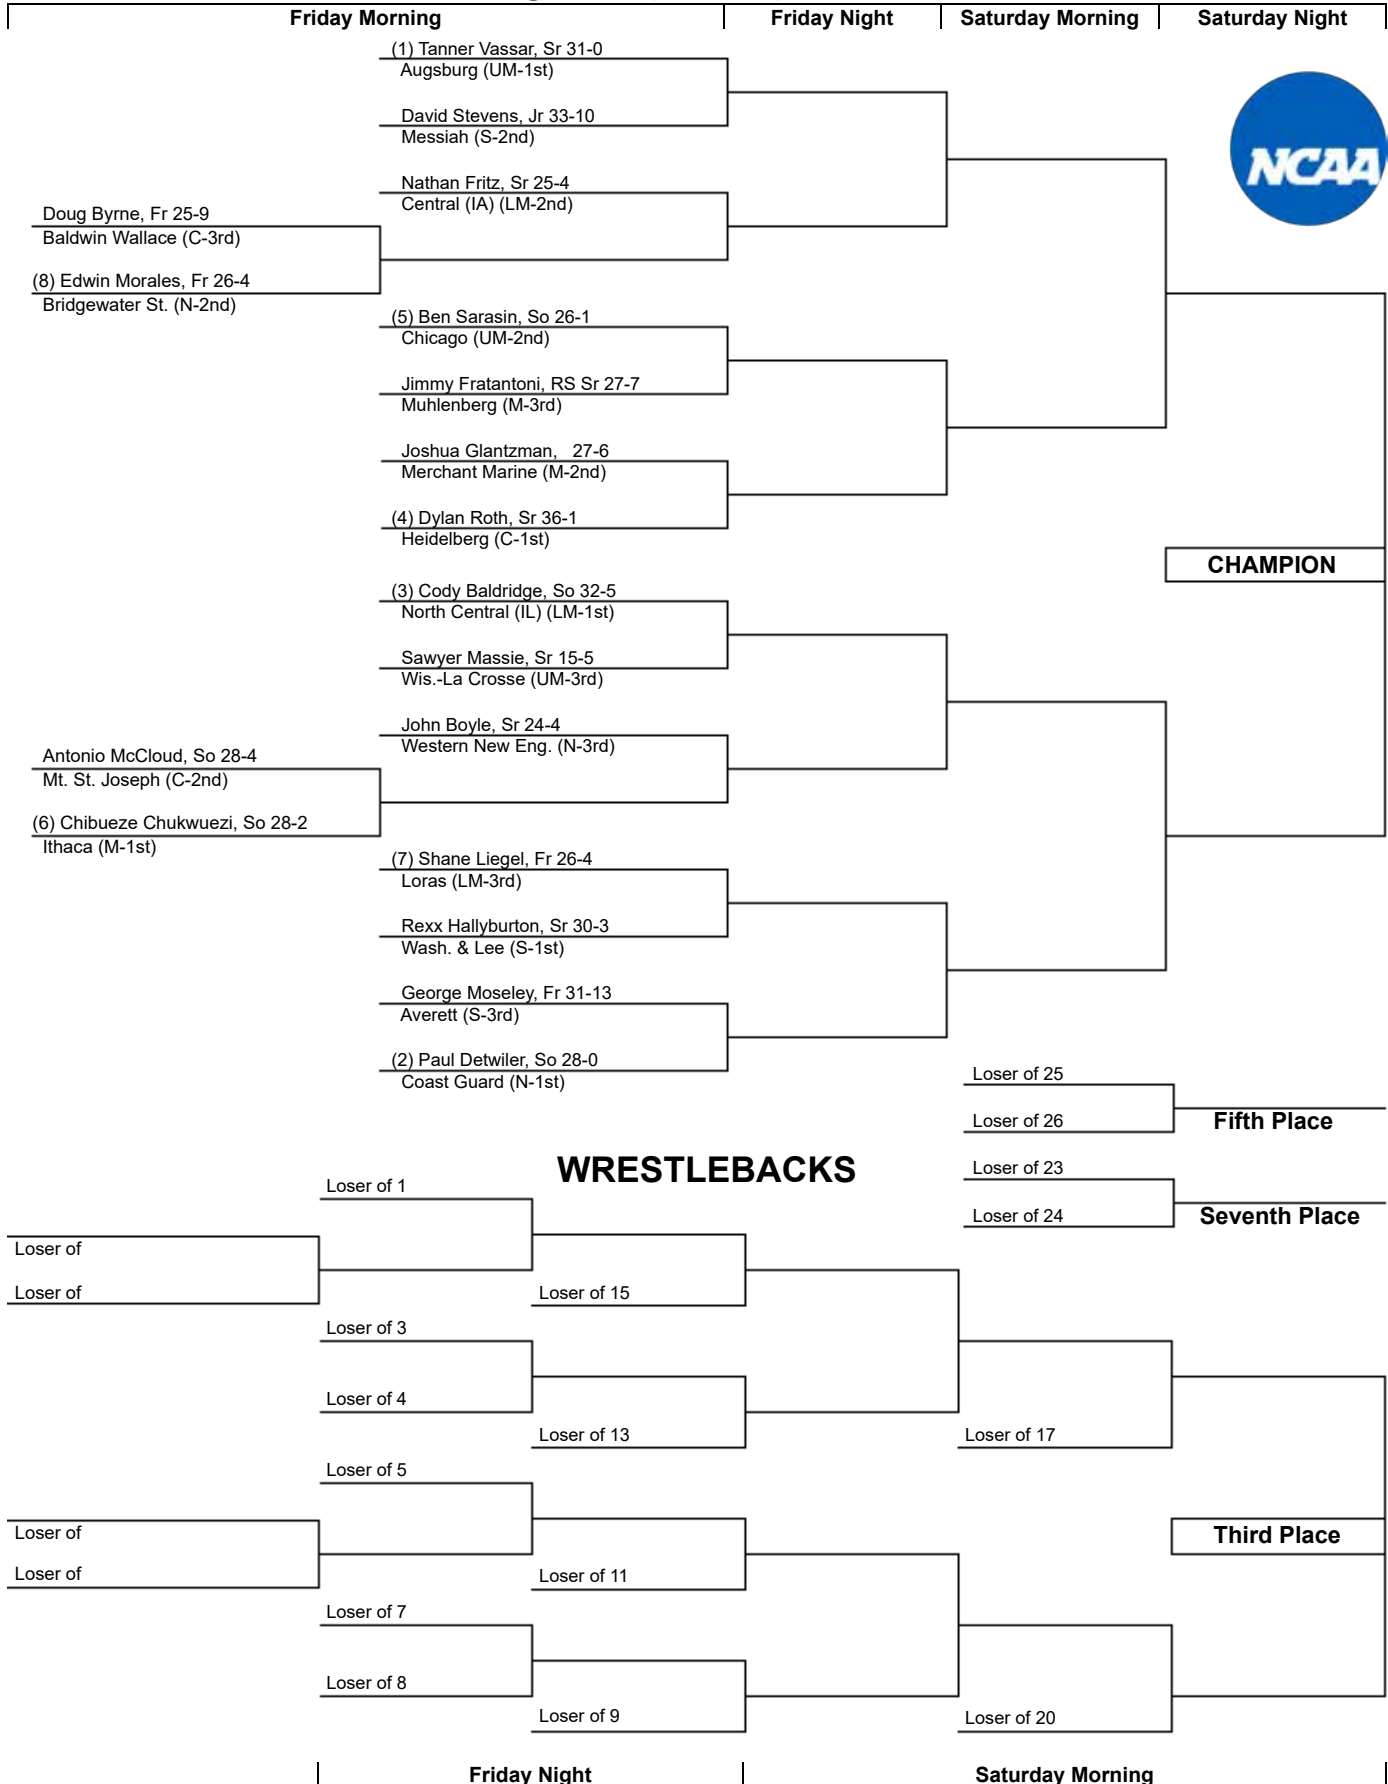 Friday Morning
Friday Night
Saturday Morning
Saturday Night
NCAA
(1) Tanner Vassar, Sr 31-0
Augsburg (UM-1st)
David Stevens, Jr 33-10
Messiah (S-2nd)
Nathan Fritz, Sr 25-4
Central (IA) (LM-2nd)
Doug Byrne, Fr 25-9
Baldwin Wallace (C-3rd)
(8) Edwin Morales, Fr 26-4
Bridgewater St. (N-2nd)
(5) Ben Sarasin, So 26-1
Chicago (UM-2nd)
Jimmy Fratantoni, RS Sr 27-7
Muhlenberg (M-3rd)
Joshua Glantzman, 27-6
Merchant Marine (M-2nd)
(4) Dylan Roth, Sr 36-1
Heidelberg (C-1st)
CHAMPION
(3) Cody Baldridge, So 32-5
North Central (IL) (LM-1st)
Sawyer Massie, Sr 15-5
Wis.-La Crosse (UM-3rd)
John Boyle, Sr 24-4
Western New Eng. (N-3rd)
Antonio McCloud, So 28-4
Mt. St. Joseph (C-2nd)
(6) Chibueze Chukwuezi, So 28-2
Ithaca (M-1st)
(7) Shane Liegel, Fr 26-4
Loras (LM-3rd)
Rexx Hallyburton, Sr 30-3
Wash. & Lee (S-1st)
George Moseley, Fr 31-13
Averett (S-3rd)
(2) Paul Detwiler, So 28-0
Coast Guard (N-1st)
Loser of 25
Loser of 26
Fifth Place
WRESTLEBACKS
Loser of 23
Loser of 24
Seventh Place
Loser of 1
Loser of
Loser of
Loser of 15
Loser of 3
Loser of 4
Loser of 13
Loser of 17
Loser of 5
Loser of
Loser of
Loser of 11
Third Place
Loser of 7
Loser of 8
Loser of 9
Loser of 20
Friday Night
Saturday Morning